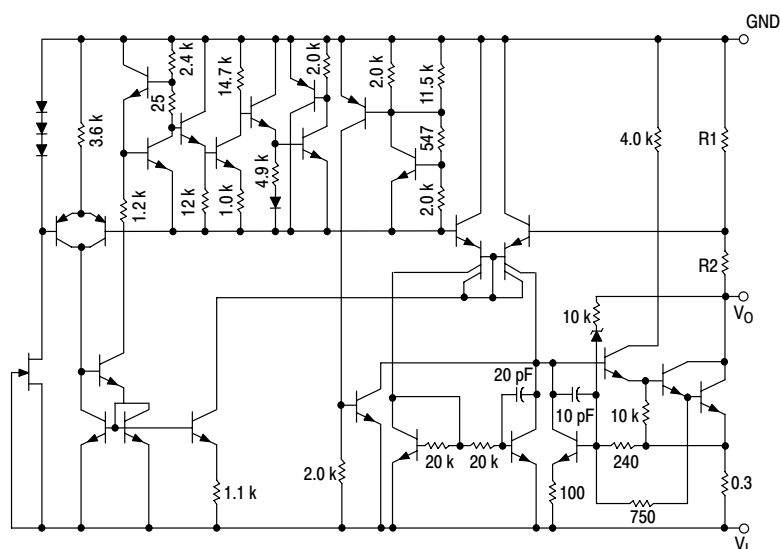 GND
2.4 k
25
14.7 k
2.0 k
2.0 k
11.5 k
547
3.6 k
4.0 k
R1
4.9 k
1.2 k
12 k
1.0 k
2.0 k
R2
VO
10 k
20 pF
10 pF
10 k
20 k
20 k
240
2.0 k
1.1 k
100
750
0.3
VI